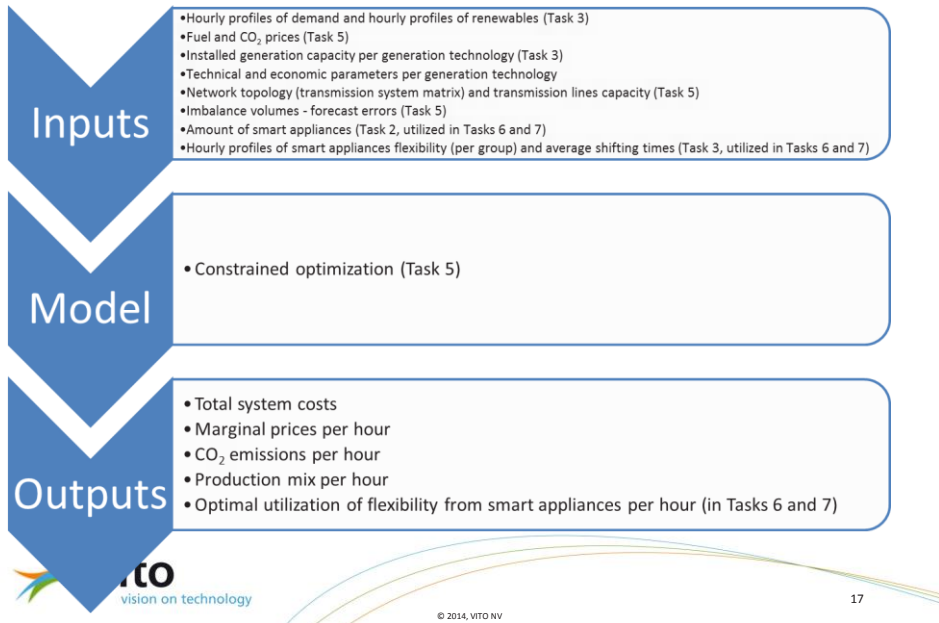 Inputs
•Hourly profiles of demand and hourly profiles of renewables (Task 3)
•Fuel and CO₂ prices (Task 5)
•Installed generation capacity per generation technology (Task 3)
•Technical and economic parameters per generation technology
•Network topology (transmission system matrix) and transmission lines capacity (Task 5)
•Imbalance volumes - forecast errors (Task 5)
•Amount of smart appliances (Task 2, utilized in Tasks 6 and 7)
•Hourly profiles of smart appliances flexibility (per group) and average shifting times (Task 3, utilized in Tasks 6 and 7)
Model
• Constrained optimization (Task 5)
Outputs
• Total system costs
• Marginal prices per hour
• CO₂ emissions per hour
• Production mix per hour
• Optimal utilization of flexibility from smart appliances per hour (in Tasks 6 and 7)
ito
vision on technology
17
© 2014, VITO NV